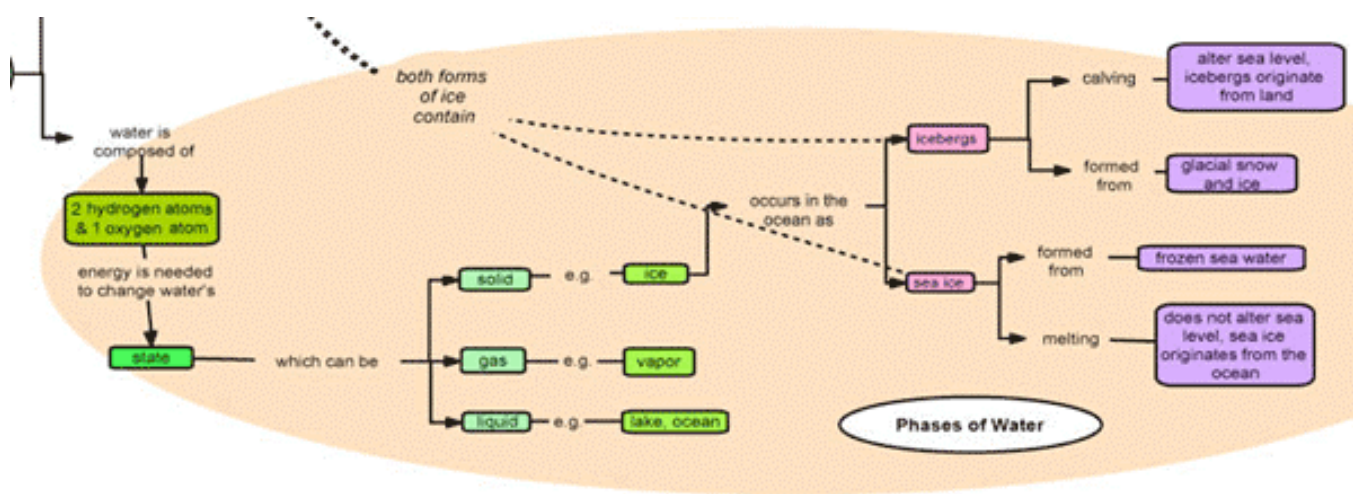 both forms
of ice
contain
water is
composed of
2 hydrogen atoms
& 1 oxygen atom
energy is needed
to change water's
state
which can be
solid
e.g.
ice
gas
e.g.
vapor
liquid
e.g.
lake, ocean
occurs in the
ocean as
icebergs
calving
alter sea level,
icebergs originate
from land
formed
from
glacial snow
and ice
sea ice
formed
from
frozen sea water
melting
does not alter sea
level, sea ice
originates from the
ocean
Phases of Water